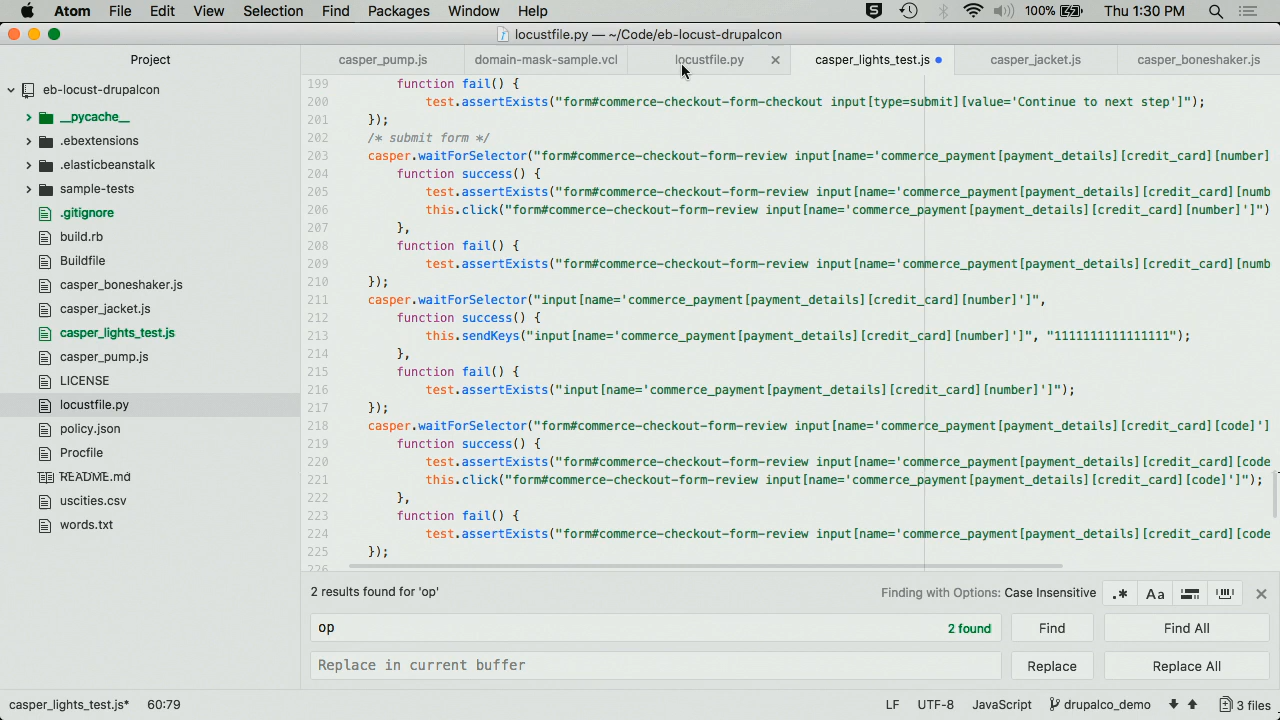 Atom File Edit View Selection Find Packages Window Help 100% Thu 1:30 PM
locustfile.py — ~/Code/eb-locust-drupalcon
Project
casper_pump.js domain-mask-sample.vcl locustfile.py casper_lights_test.js casper_jacket.js casper_boneshaker.js
eb-locust-drupalcon
__pycache__
.ebextensions
.elasticbeanstalk
sample-tests
.gitignore
build.rb
Buildfile
casper_boneshaker.js
casper_jacket.js
casper_lights_test.js
casper_pump.js
LICENSE
locustfile.py
policy.json
Procfile
README.md
uscities.csv
words.txt
199 function fail() {
200 test.assertExists("form#commerce-checkout-form-checkout input[type=submit][value='Continue to next step']");
201 });
202 /* submit form */
203 casper.waitForSelector("form#commerce-checkout-form-review input[name='commerce_payment[payment_details][credit_card][number]
204 function success() {
205 test.assertExists("form#commerce-checkout-form-review input[name='commerce_payment[payment_details][credit_card][numb
206 this.click("form#commerce-checkout-form-review input[name='commerce_payment[payment_details][credit_card][number]']")
207 },
208 function fail() {
209 test.assertExists("form#commerce-checkout-form-review input[name='commerce_payment[payment_details][credit_card][numb
210 });
211 casper.waitForSelector("input[name='commerce_payment[payment_details][credit_card][number]']",
212 function success() {
213 this.sendKeys("input[name='commerce_payment[payment_details][credit_card][number]']", "1111111111111111");
214 },
215 function fail() {
216 test.assertExists("input[name='commerce_payment[payment_details][credit_card][number]']");
217 });
218 casper.waitForSelector("form#commerce-checkout-form-review input[name='commerce_payment[payment_details][credit_card][code]']
219 function success() {
220 test.assertExists("form#commerce-checkout-form-review input[name='commerce_payment[payment_details][credit_card][code
221 this.click("form#commerce-checkout-form-review input[name='commerce_payment[payment_details][credit_card][code]']");
222 },
223 function fail() {
224 test.assertExists("form#commerce-checkout-form-review input[name='commerce_payment[payment_details][credit_card][code
225 });
226
2 results found for 'op' Finding with Options: Case Insensitive .* Aa
op 2 found Find Find All
Replace in current buffer Replace Replace All
casper_lights_test.js* 60:79 LF UTF-8 JavaScript drupalco_demo 3 files